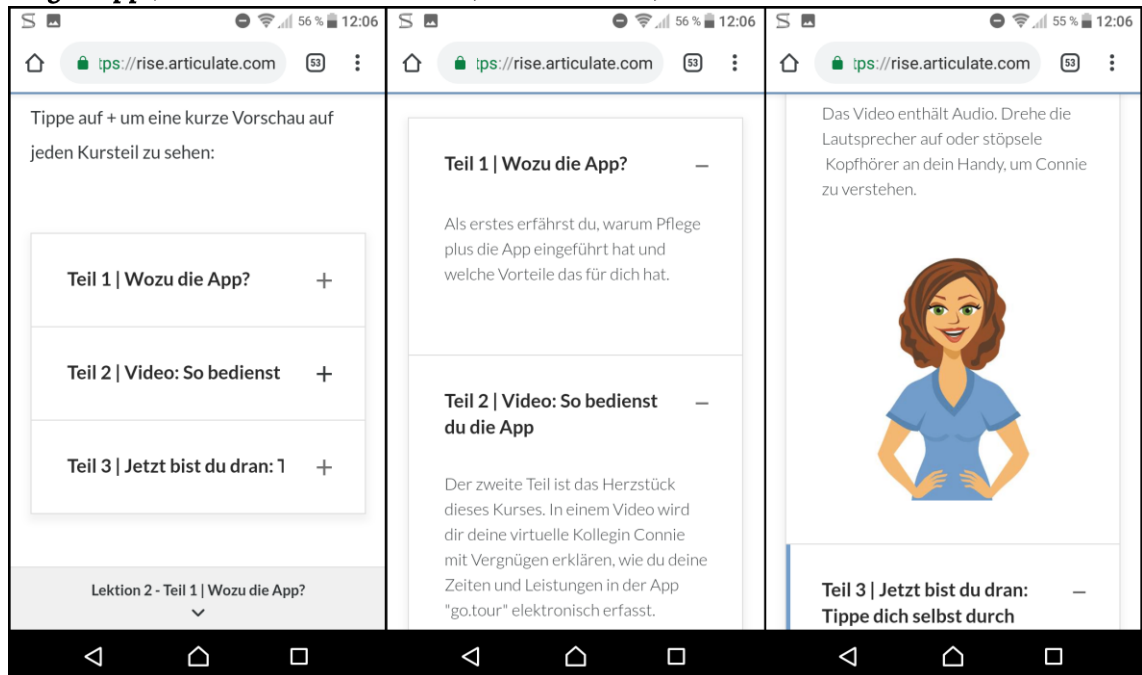 56 % 12:06
tps://rise.articulate.com 53
Tippe auf + um eine kurze Vorschau auf
jeden Kursteil zu sehen:
Teil 1 | Wozu die App? +
Teil 2 | Video: So bedienst +
Teil 3 | Jetzt bist du dran: +
Lektion 2 - Teil 1 | Wozu die App?
56 % 12:06
tps://rise.articulate.com 53
Teil 1 | Wozu die App? –
Als erstes erfährst du, warum Pflege
plus die App eingeführt hat und
welche Vorteile das für dich hat.
Teil 2 | Video: So bedienst –
du die App
Der zweite Teil ist das Herzstück
dieses Kurses. In einem Video wird
dir deine virtuelle Kollegin Connie
mit Vergnügen erklären, wie du deine
Zeiten und Leistungen in der App
"go.tour" elektronisch erfasst.
55 % 12:06
tps://rise.articulate.com 53
Das Video enthält Audio. Drehe die
Lautsprecher auf oder stöpsele
Kopfhörer an dein Handy, um Connie
zu verstehen.
Teil 3 | Jetzt bist du dran: –
Tippe dich selbst durch